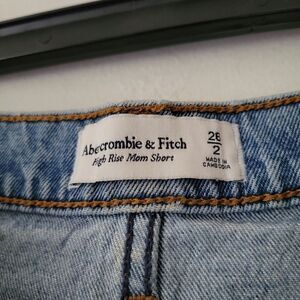 Abercrombie & Fitch
High Rise Mom Short
26
2
MADE IN
CAMBODIA